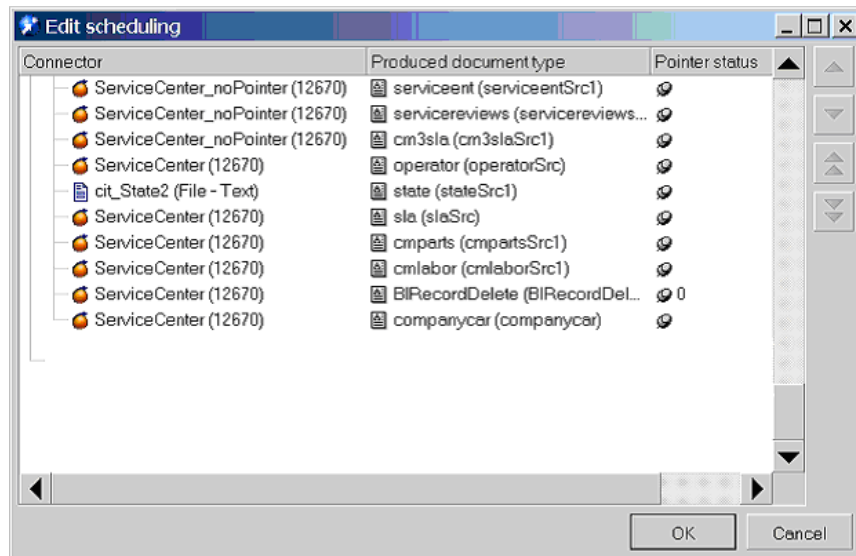 Edit scheduling
Connector Produced document type Pointer status
ServiceCenter_noPointer (12670) serviceent (serviceentSrc1)
ServiceCenter_noPointer (12670) servicereviews (servicereviews...
ServiceCenter_noPointer (12670) cm3sla (cm3slaSrc1)
ServiceCenter (12670) operator (operatorSrc)
cit_State2 (File - Text) state (stateSrc1)
ServiceCenter (12670) sla (slaSrc)
ServiceCenter (12670) cmparts (cmpartsSrc1)
ServiceCenter (12670) cmlabor (cmlaborSrc1)
ServiceCenter (12670) BIRecordDelete (BIRecordDel... 0
ServiceCenter (12670) companycar (companycar)
OK Cancel